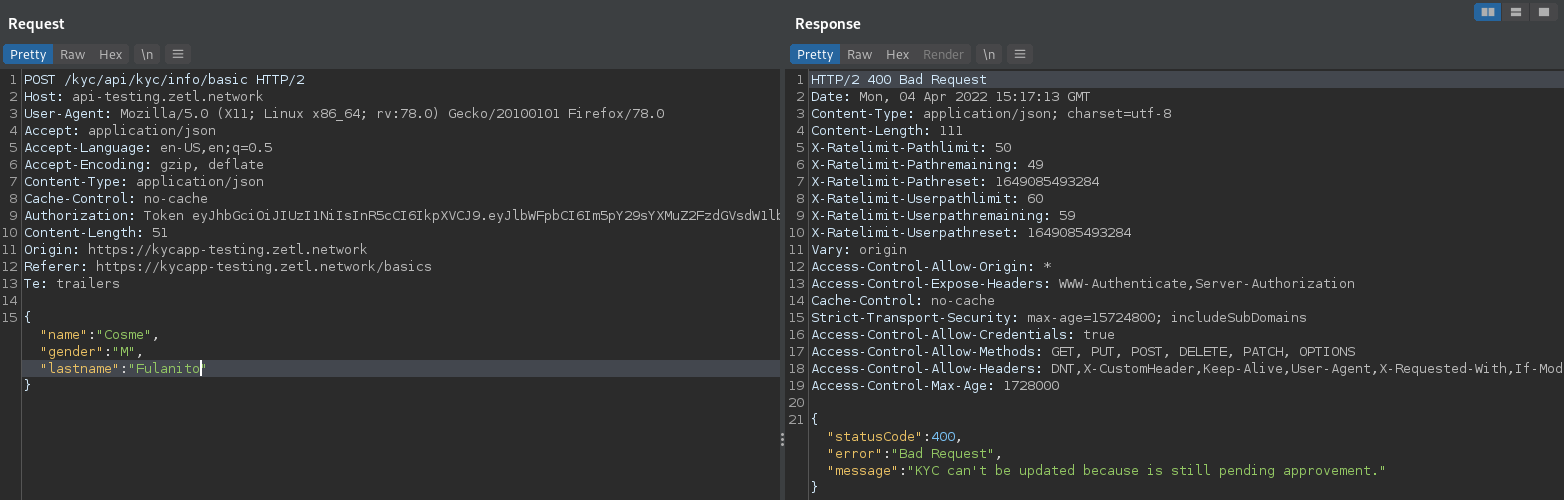 Request
Pretty Raw Hex \n
1 POST /kyc/api/kyc/info/basic HTTP/2
2 Host: api-testing.zetl.network
3 User-Agent: Mozilla/5.0 (X11; Linux x86_64; rv:78.0) Gecko/20100101 Firefox/78.0
4 Accept: application/json
5 Accept-Language: en-US,en;q=0.5
6 Accept-Encoding: gzip, deflate
7 Content-Type: application/json
8 Cache-Control: no-cache
9 Authorization: Token eyJhbGciOiJIUzI1NiIsInR5cCI6IkpXVCJ9.eyJlbWFpbCI6Im5pY29sYXMuZ2FzdGVsdW1lb
10 Content-Length: 51
11 Origin: https://kycapp-testing.zetl.network
12 Referer: https://kycapp-testing.zetl.network/basics
13 Te: trailers
14
15 {
"name":"Cosme",
"gender":"M",
"lastname":"Fulanito"
}
Response
Pretty Raw Hex Render \n
1 HTTP/2 400 Bad Request
2 Date: Mon, 04 Apr 2022 15:17:13 GMT
3 Content-Type: application/json; charset=utf-8
4 Content-Length: 111
5 X-Ratelimit-Pathlimit: 50
6 X-Ratelimit-Pathremaining: 49
7 X-Ratelimit-Pathreset: 1649085493284
8 X-Ratelimit-Userpathlimit: 60
9 X-Ratelimit-Userpathremaining: 59
10 X-Ratelimit-Userpathreset: 1649085493284
11 Vary: origin
12 Access-Control-Allow-Origin: *
13 Access-Control-Expose-Headers: WWW-Authenticate,Server-Authorization
14 Cache-Control: no-cache
15 Strict-Transport-Security: max-age=15724800; includeSubDomains
16 Access-Control-Allow-Credentials: true
17 Access-Control-Allow-Methods: GET, PUT, POST, DELETE, PATCH, OPTIONS
18 Access-Control-Allow-Headers: DNT,X-CustomHeader,Keep-Alive,User-Agent,X-Requested-With,If-Mod
19 Access-Control-Max-Age: 1728000
20
21 {
"statusCode":400,
"error":"Bad Request",
"message":"KYC can't be updated because is still pending approvement."
}